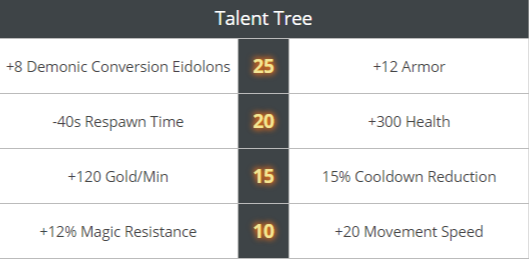 Talent Tree
+8 Demonic Conversion Eidolons 25 +12 Armor
-40s Respawn Time 20 +300 Health
+120 Gold/Min 15 15% Cooldown Reduction
+12% Magic Resistance 10 +20 Movement Speed